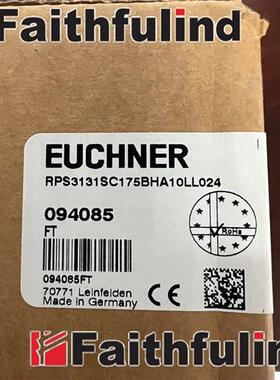 Faithfulind
EUCHNER
RPS3131SC175BHA10LL024
094085
FT
RoHS
094085FT
70771 Leinfelden
Made in Germany
CE
Faithfulind